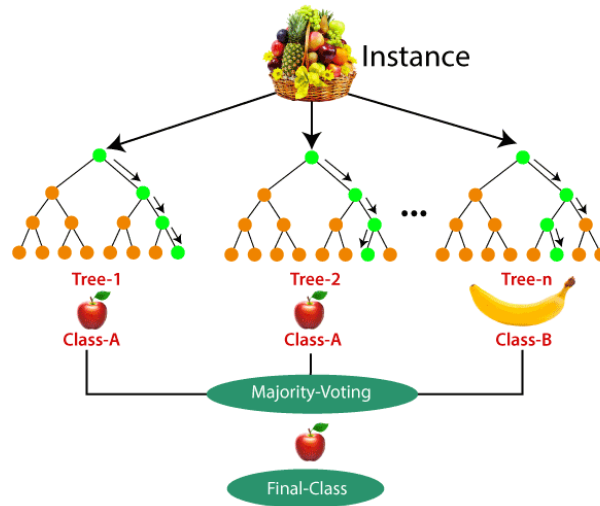 Instance
...
Tree-1
Tree-2
Tree-n
Class-A
Class-A
Class-B
Majority-Voting
Final-Class